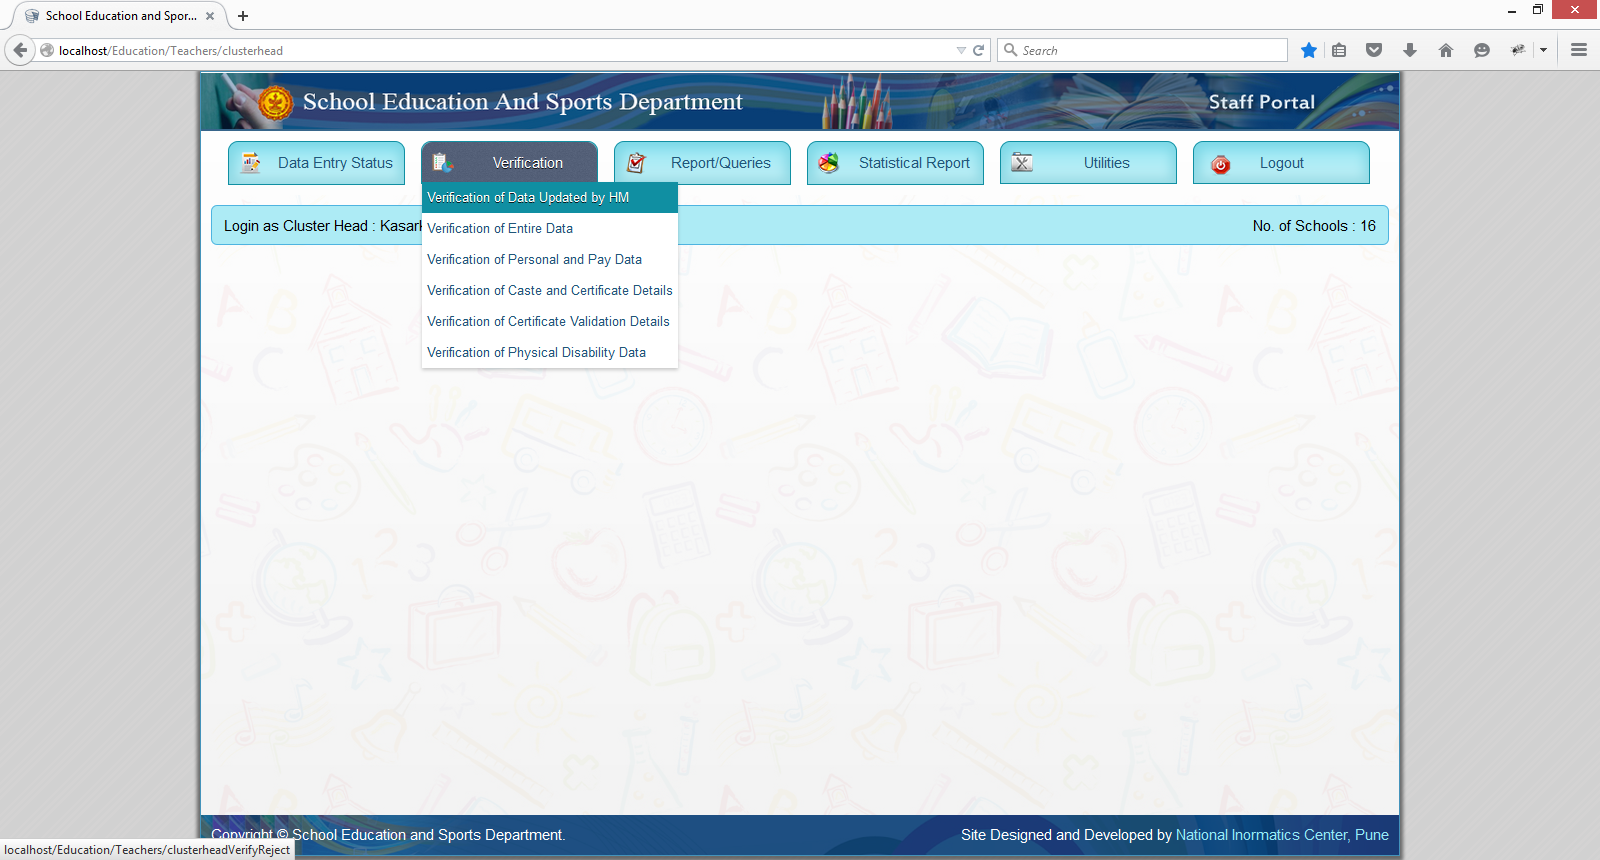 School Education and Spor...
localhost/Education/Teachers/clusterhead
Search
School Education And Sports Department
Staff Portal
Data Entry Status
Verification
Report/Queries
Statistical Report
Utilities
Logout
Verification of Data Updated by HM
Login as Cluster Head :
No. of Schools : 16
Verification of Entire Data
Verification of Personal and Pay Data
Verification of Caste and Certificate Details
Verification of Certificate Validation Details
Verification of Physical Disability Data
Copyright © School Education and Sports Department.
Site Designed and Developed by National Inormatics Center, Pune
localhost/Education/Teachers/clusterheadVerifyReject